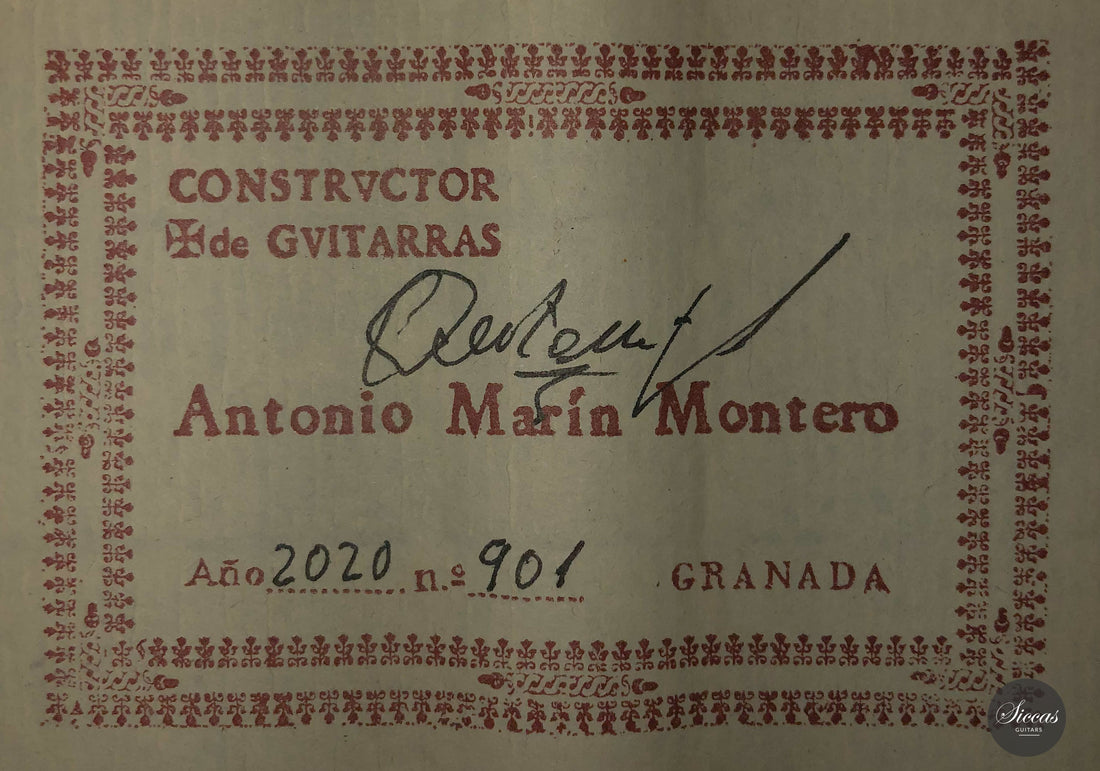 CONSTRVCTOR
✠ de GVITARRAS
Antonio Marín Montero
Año 2020 n.º 901 GRANADA
Siccas
GUITARS